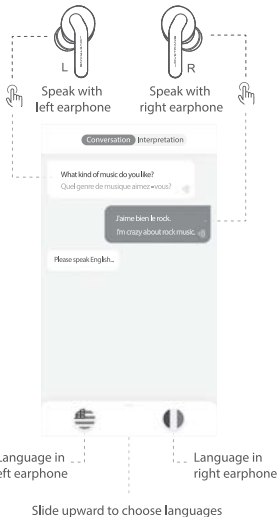 L
R
Speak with
left earphone
Speak with
right earphone
Conversation
Interpretation
What kind of music do you like?
Quel genre de musique aimez-vous?
J'aime bien le rock.
I'm crazy about rock music.
Please speak English...
Language in
eft earphone
Language in
right earphone
Slide upward to choose languages